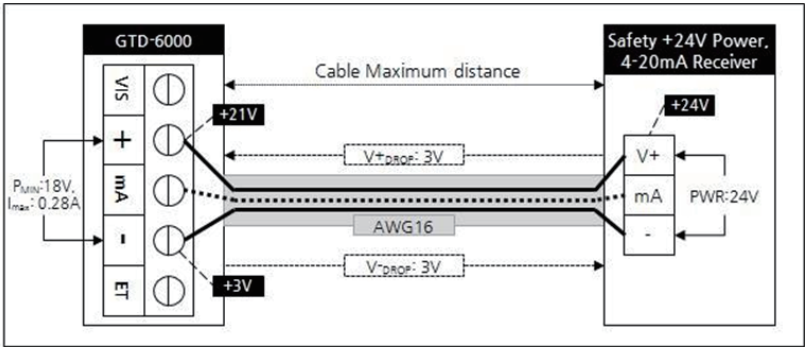 GTD-6000
Safety +24V Power,
4-20mA Receiver
Cable Maximum distance
VIS
+21V
+24V
+
V+DROP: 3V
V+
PMIN:18V,
Imax: 0.28A
mA
mA
PWR:24V
AWG16
-
-
V-DROP: 3V
ET
+3V